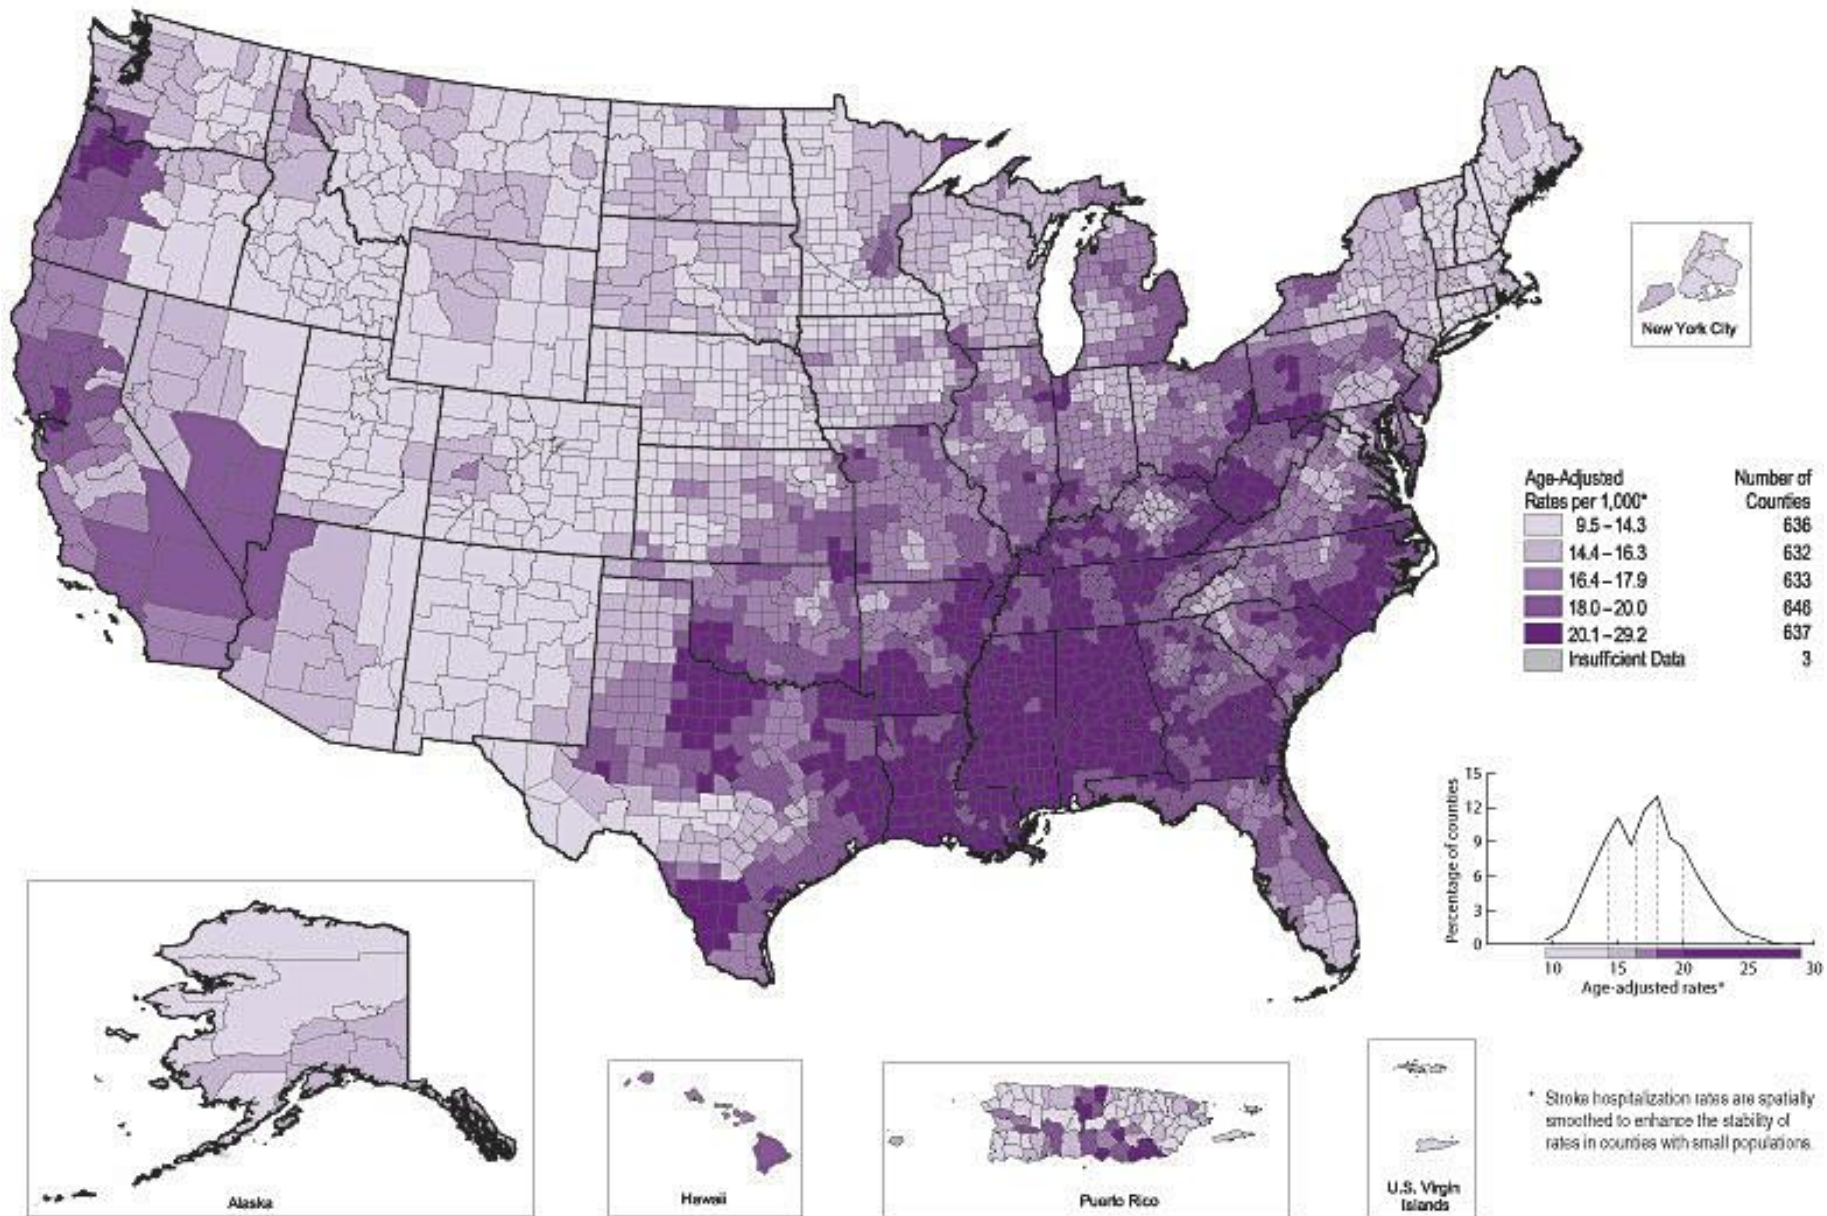 New York City
Age-Adjusted Number of
Rates per 1,000* Counties
9.5 – 14.3 636
14.4 – 16.3 632
16.4 – 17.9 633
18.0 – 20.0 646
20.1 – 29.2 637
Insufficient Data 3
Percentage of counties
15
12
9
6
3
0
10 15 20 25 30
Age-adjusted rates*
* Stroke hospitalization rates are spatially
smoothed to enhance the stability of
rates in counties with small populations.
Alaska
Hawaii
Puerto Rico
U.S. Virgin
Islands